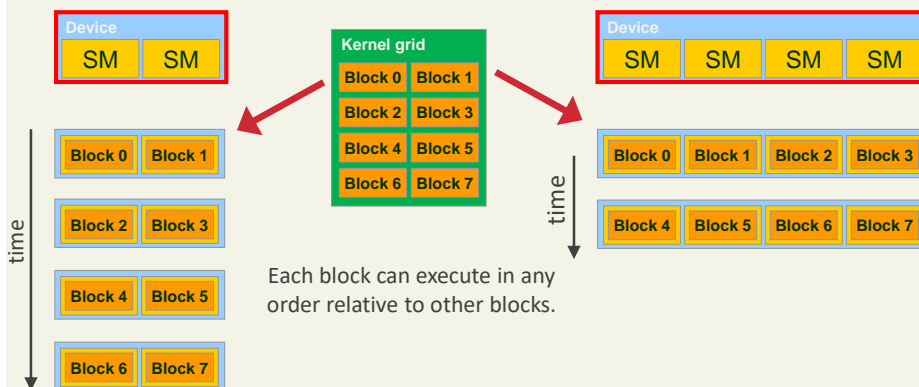 Device
SM SM
Kernel grid
Block 0 Block 1
Block 2 Block 3
Block 4 Block 5
Block 6 Block 7
Device
SM SM SM SM
time
Block 0 Block 1
Block 2 Block 3
Block 4 Block 5
Block 6 Block 7
time
Block 0 Block 1 Block 2 Block 3
Block 4 Block 5 Block 6 Block 7
Each block can execute in any
order relative to other blocks.